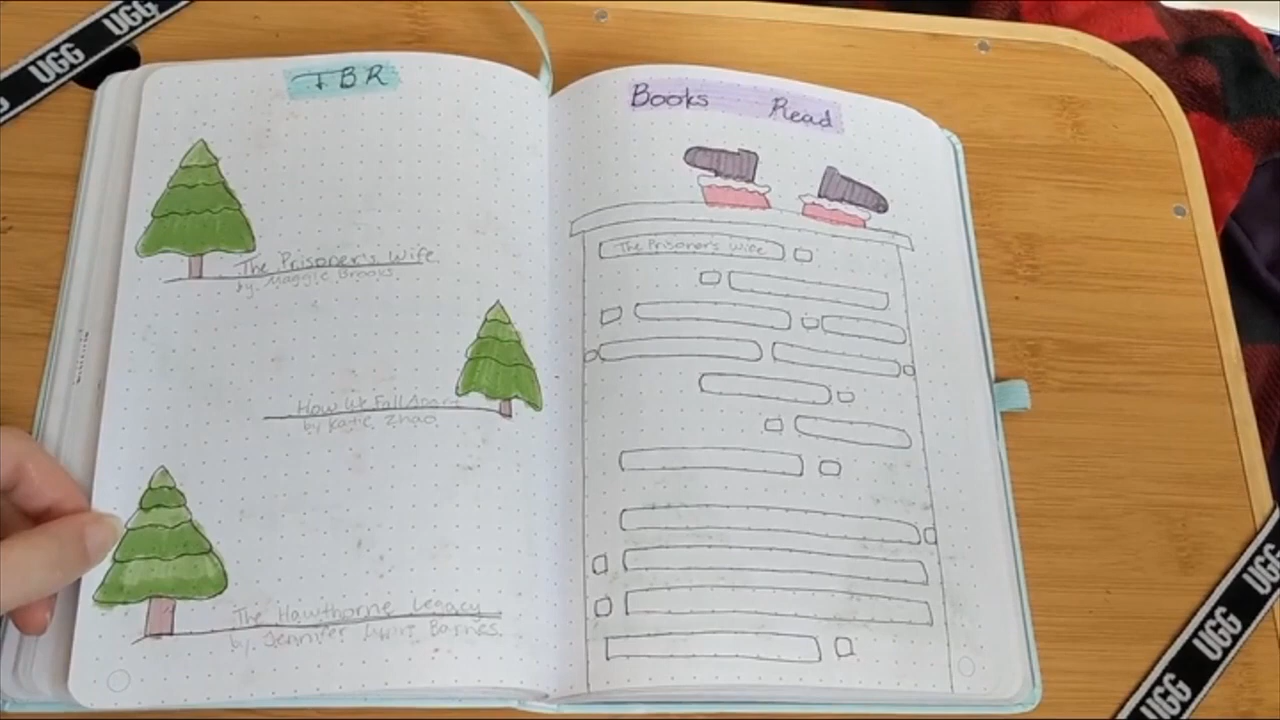 UGG UGG
TBR
The Prisoner's Wife
by. Maggie Brooks
How We Fall Apart
by Katie Zhao
The Hawthorne Legacy
by. Jennifer Lynn Barnes
Books Read
The Prisoner's Wife
UGG
UGG
UGG